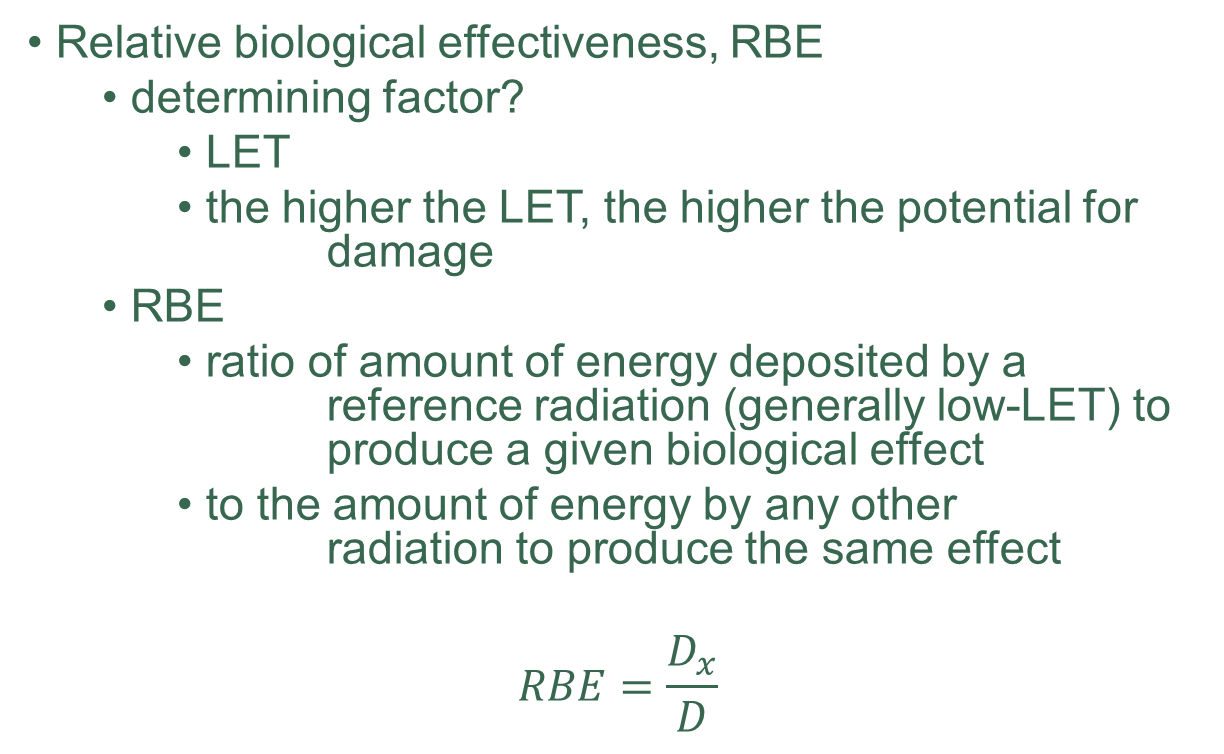 • Relative biological effectiveness, RBE
• determining factor?
• LET
• the higher the LET, the higher the potential for
damage
• RBE
• ratio of amount of energy deposited by a
reference radiation (generally low-LET) to
produce a given biological effect
• to the amount of energy by any other
radiation to produce the same effect
RBE = D_x / D